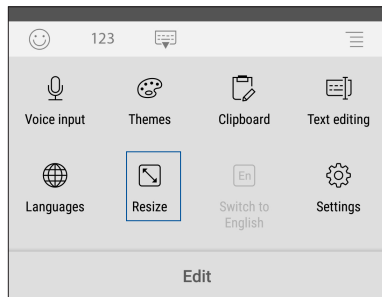 123
Voice input Themes Clipboard Text editing
En
Languages Resize Switch to English Settings
Edit